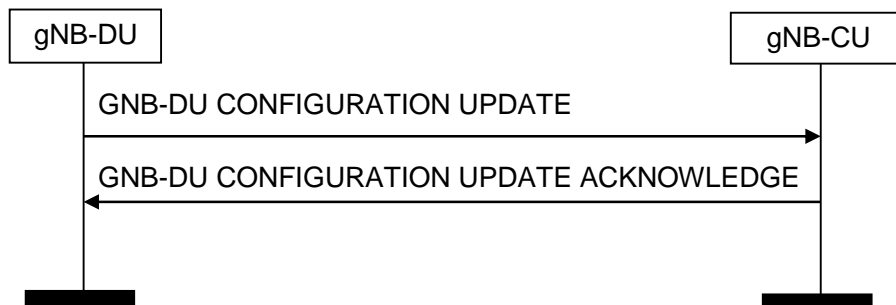 gNB-DU
gNB-CU
GNB-DU CONFIGURATION UPDATE
GNB-DU CONFIGURATION UPDATE ACKNOWLEDGE